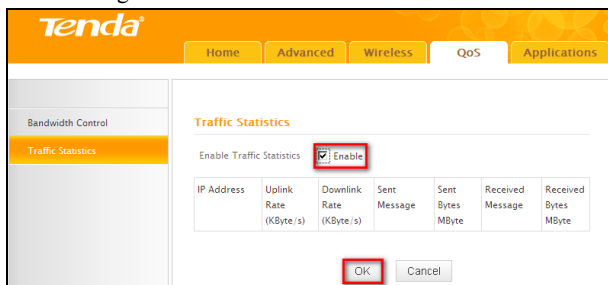 Tenda
Home Advanced Wireless QoS Applications
Bandwidth Control
Traffic Statistics
Traffic Statistics
Enable Traffic Statistics Enable
IP Address Uplink Rate (KByte/s) Downlink Rate (KByte/s) Sent Message Sent Bytes MByte Received Message Received Bytes MByte
OK Cancel